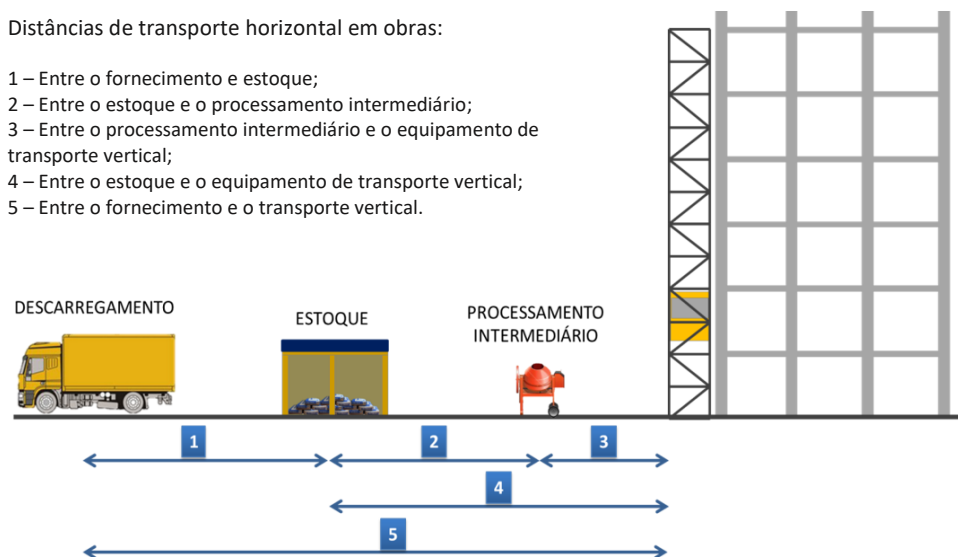 Distâncias de transporte horizontal em obras:
1 – Entre o fornecimento e estoque;
2 – Entre o estoque e o processamento intermediário;
3 – Entre o processamento intermediário e o equipamento de
transporte vertical;
4 – Entre o estoque e o equipamento de transporte vertical;
5 – Entre o fornecimento e o transporte vertical.
DESCARREGAMENTO
ESTOQUE
PROCESSAMENTO
INTERMEDIÁRIO
1
2
3
4
5